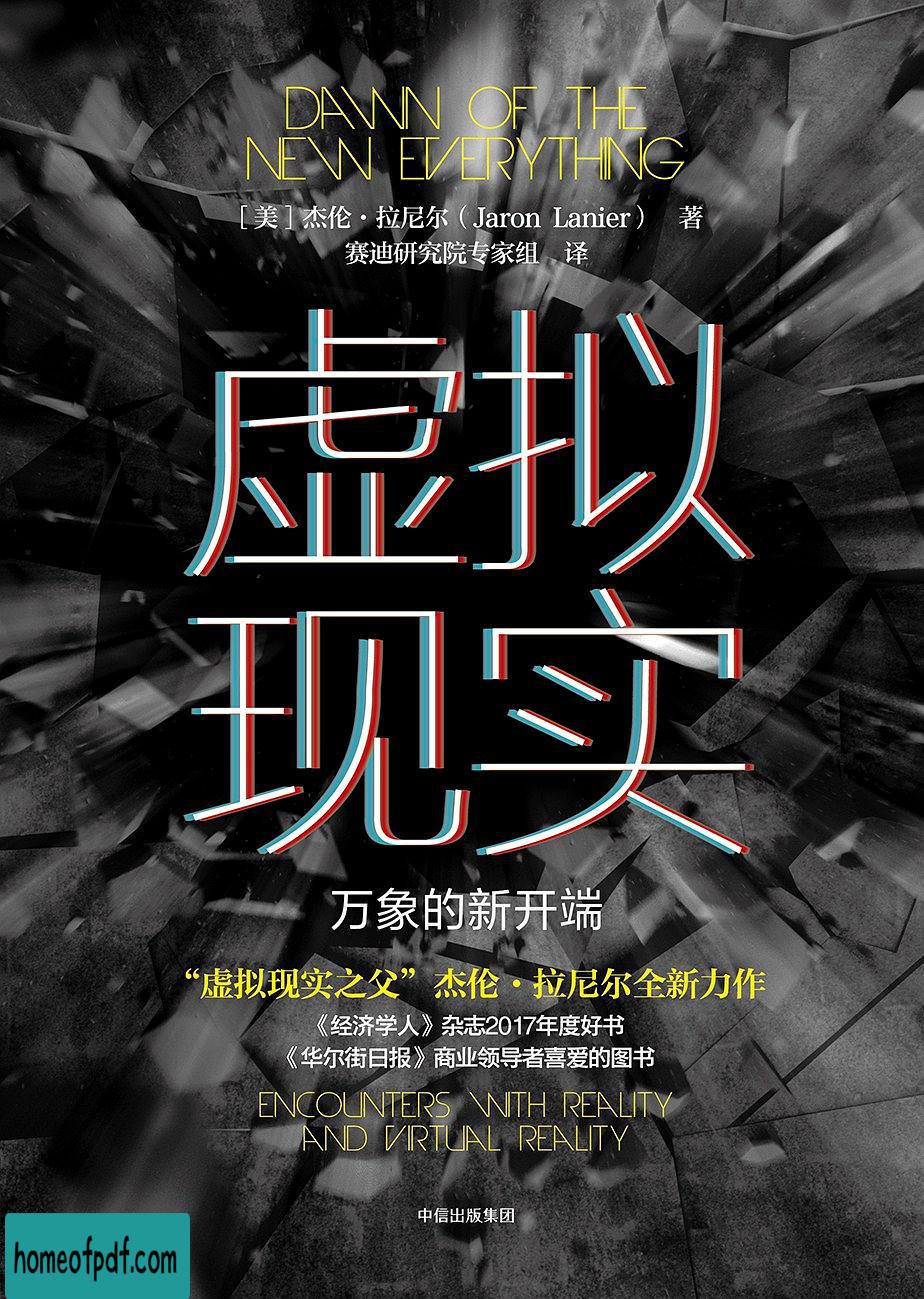 DAWN OF THE
NEW EVERYTHING
［美］杰伦·拉尼尔（Jaron Lanier） 著
赛迪研究院专家组 译
虚拟
现实
万象的新开端
“虚拟现实之父”杰伦·拉尼尔全新力作
《经济学人》杂志2017年度好书
《华尔街日报》商业领导者喜爱的图书
ENCOUNTERS WITH REALITY
AND VIRTUAL REALITY
中信出版集团
homeofpdf.com